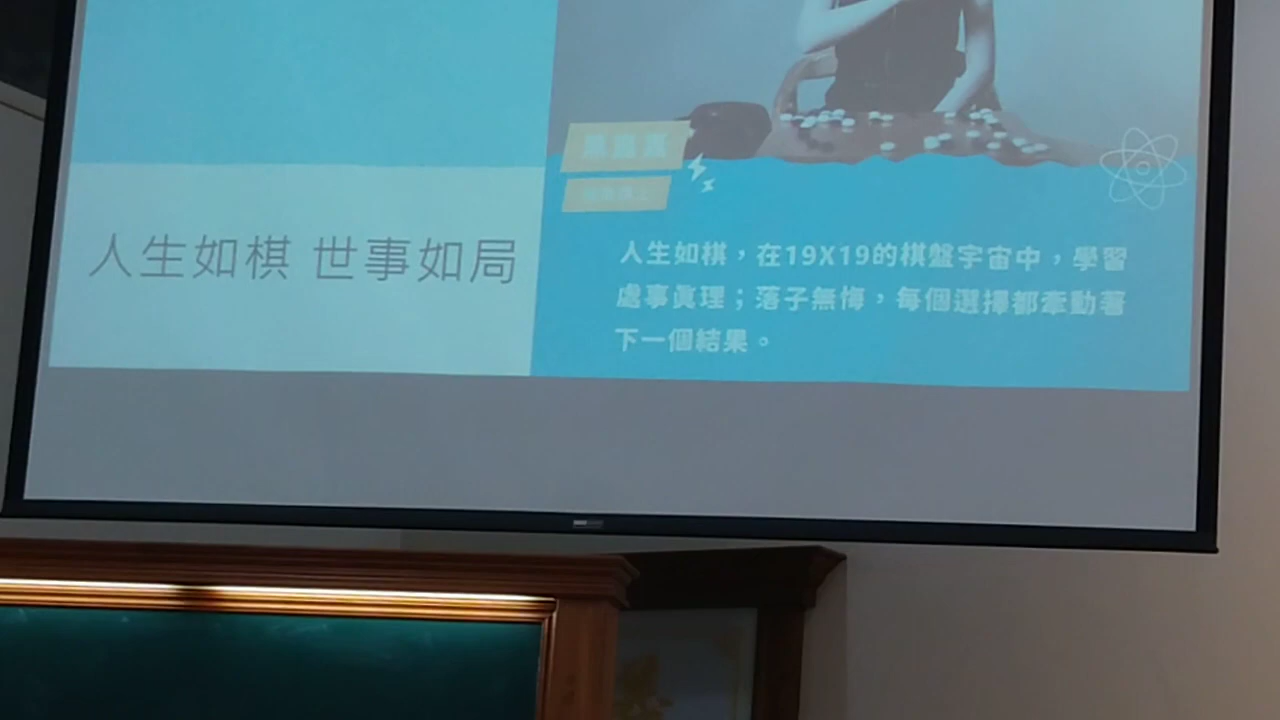 人生如棋 世事如局
人生如棋，在19X19的棋盤宇宙中，學習
處事真理；落子無悔，每個選擇都牽動著
下一個結果。